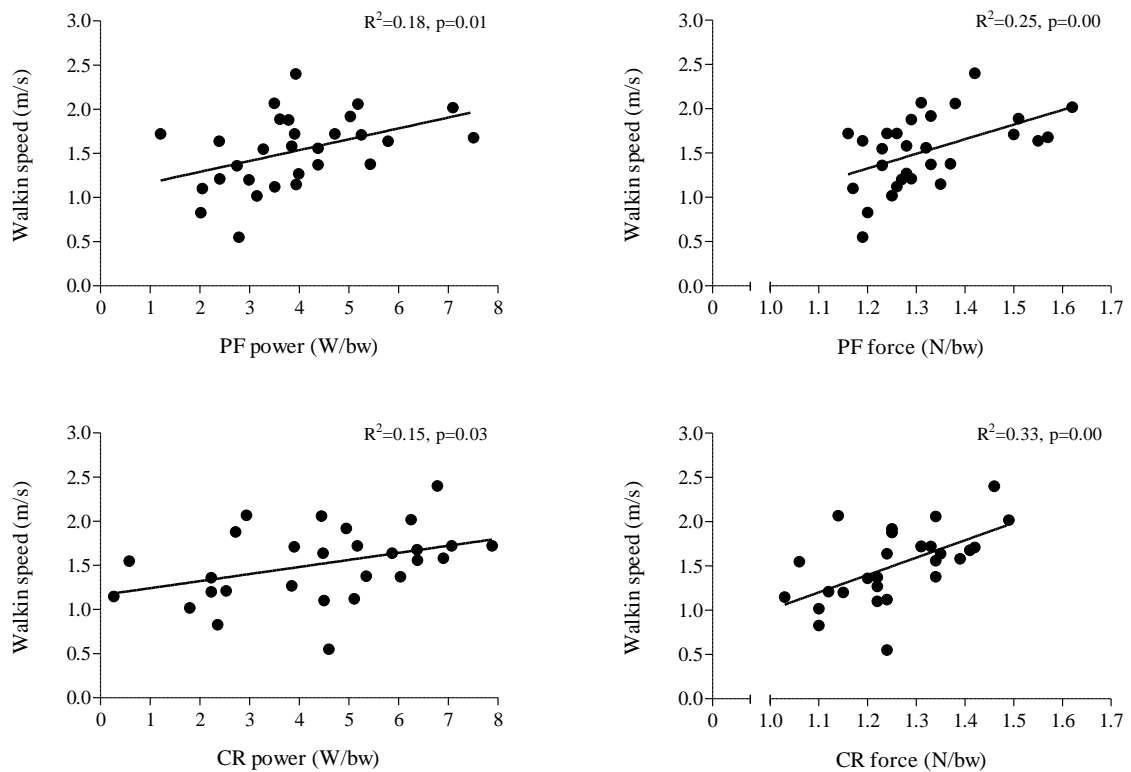 R²=0.18, p=0.01
3.0
2.5
2.0
1.5
1.0
0.5
0.0
Walkin speed (m/s)
0 1 2 3 4 5 6 7 8
PF power (W/bw)
R²=0.25, p=0.00
3.0
2.5
2.0
1.5
1.0
0.5
0.0
Walkin speed (m/s)
0 1.0 1.1 1.2 1.3 1.4 1.5 1.6 1.7
PF force (N/bw)
R²=0.15, p=0.03
3.0
2.5
2.0
1.5
1.0
0.5
0.0
Walkin speed (m/s)
0 1 2 3 4 5 6 7 8
CR power (W/bw)
R²=0.33, p=0.00
3.0
2.5
2.0
1.5
1.0
0.5
0.0
Walkin speed (m/s)
0 1.0 1.1 1.2 1.3 1.4 1.5 1.6 1.7
CR force (N/bw)